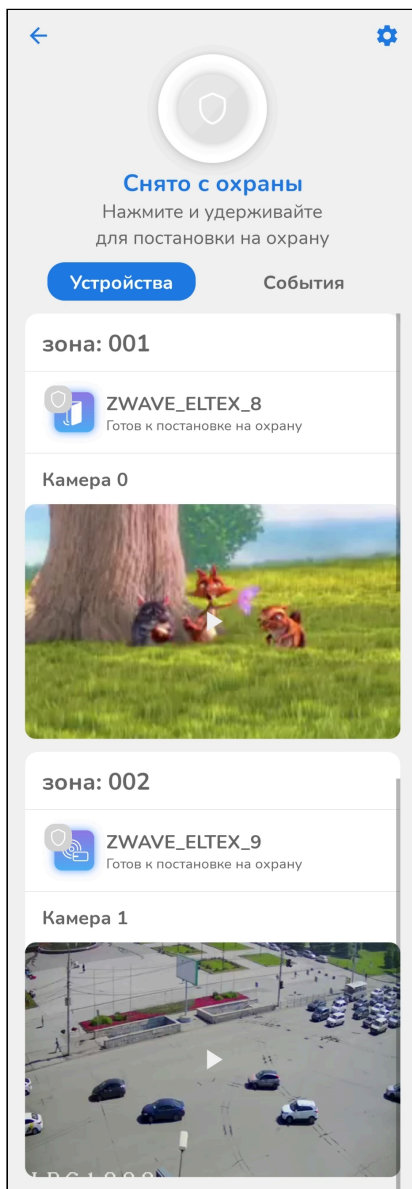 Снято с охраны
Нажмите и удерживайте
для постановки на охрану
Устройства
События
зона: 001
ZWAVE_ELTEX_8
Готов к постановке на охрану
Камера 0
зона: 002
ZWAVE_ELTEX_9
Готов к постановке на охрану
Камера 1